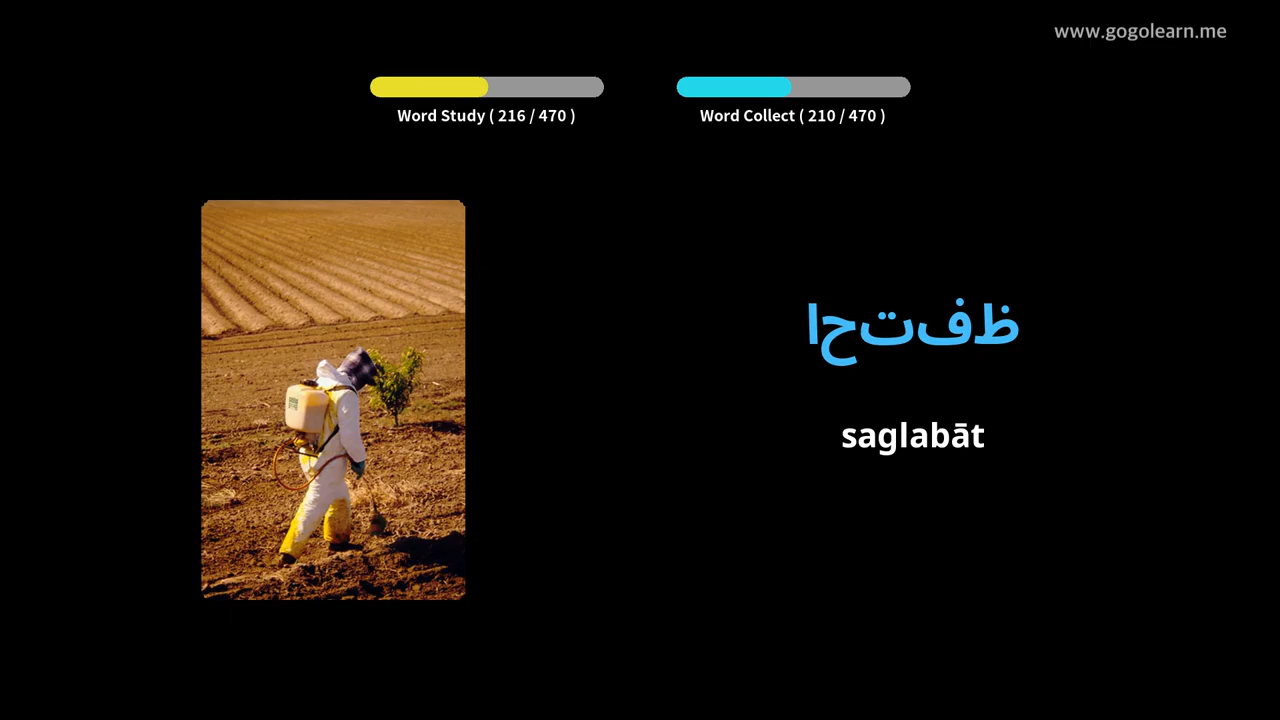 www.gogolearn.me
Word Study ( 216 / 470 )
Word Collect ( 210 / 470 )
احتفظ
saglabāt